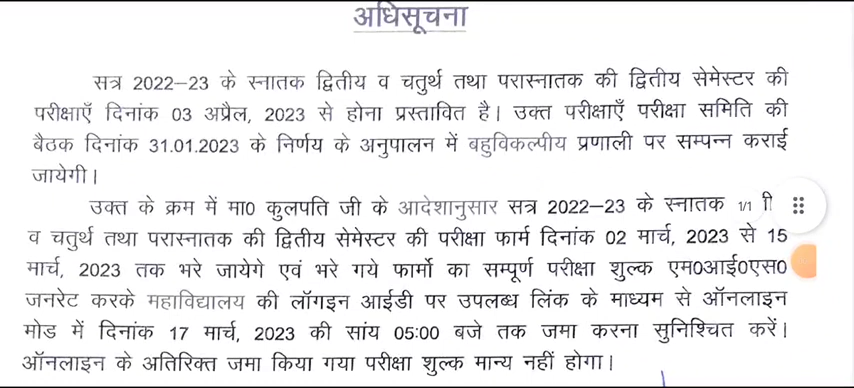 अधिसूचना
सत्र 2022–23 के स्नातक द्वितीय व चतुर्थ तथा परास्नातक की द्वितीय सेमेस्टर की
परीक्षाएँ दिनांक 03 अप्रैल, 2023 से होना प्रस्तावित है। उक्त परीक्षाएँ परीक्षा समिति की
बैठक दिनांक 31.01.2023 के निर्णय के अनुपालन में बहुविकल्पीय प्रणाली पर सम्पन्न कराई
जायेगी।
उक्त के क्रम में मा0 कुलपति जी के आदेशानुसार सत्र 2022–23 के स्नातक 1/1
व चतुर्थ तथा परास्नातक की द्वितीय सेमेस्टर की परीक्षा फार्म दिनांक 02 मार्च, 2023 से 15
मार्च, 2023 तक भरे जायेगे एवं भरे गये फार्मो का सम्पूर्ण परीक्षा शुल्क एम0आई0एस0
जनरेट करके महाविद्यालय की लॉगइन आईडी पर उपलब्ध लिंक के माध्यम से ऑनलाइन
मोड में दिनांक 17 मार्च, 2023 की सांय 05:00 बजे तक जमा करना सुनिश्चित करें।
ऑनलाइन के अतिरिक्त जमा किया गया परीक्षा शुल्क मान्य नहीं होगा।